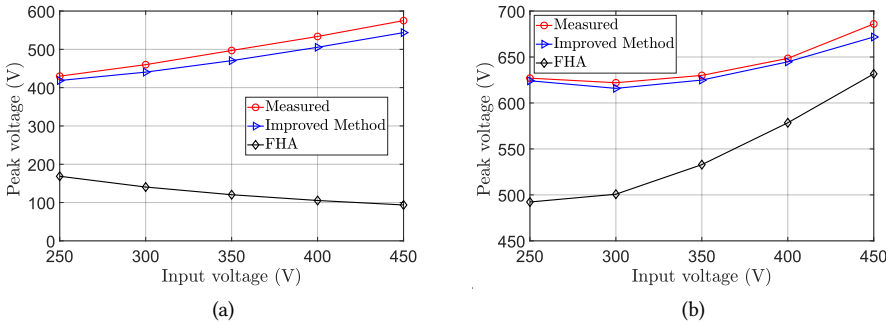 600
500
400
300
200
100
0
Peak voltage (V)
Measured
Improved Method
FHA
250 300 350 400 450
Input voltage (V)
(a)
700
650
600
550
500
450
Peak voltage (V)
Measured
Improved Method
FHA
250 300 350 400 450
Input voltage (V)
(b)